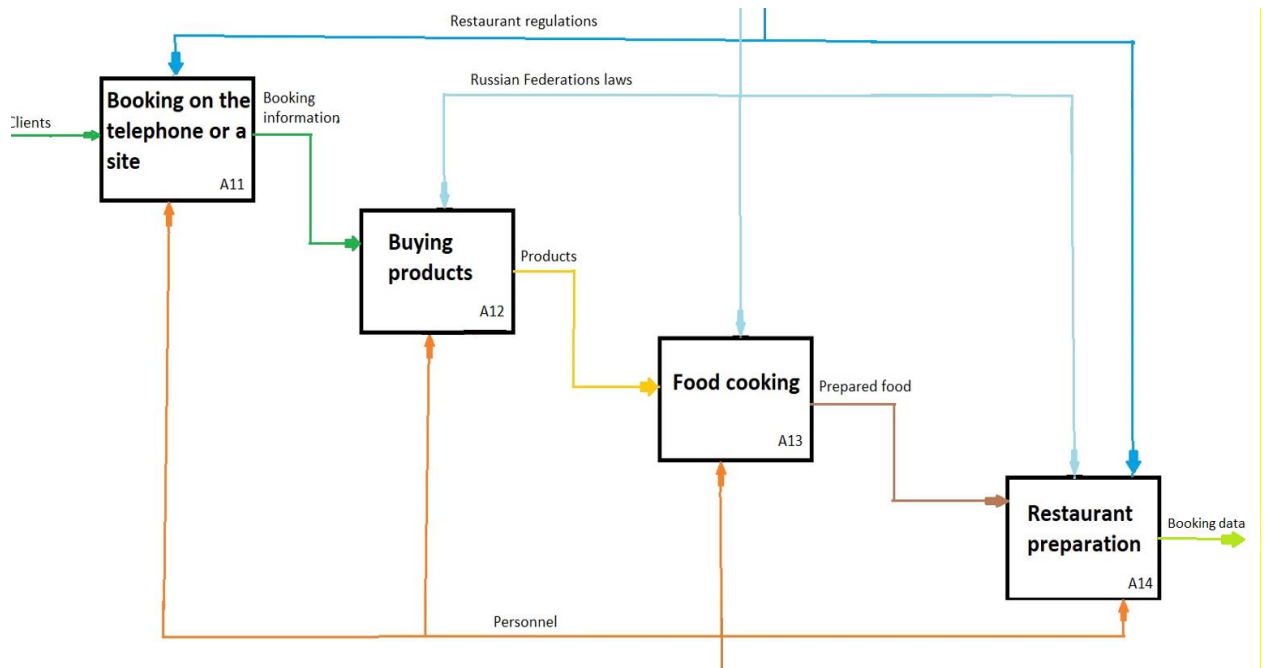 Restaurant regulations
Russian Federations laws
Clients
Booking on the
telephone or a
site
A11
Booking
information
Buying
products
A12
Products
Food cooking
A13
Prepared food
Restaurant
preparation
A14
Booking data
Personnel